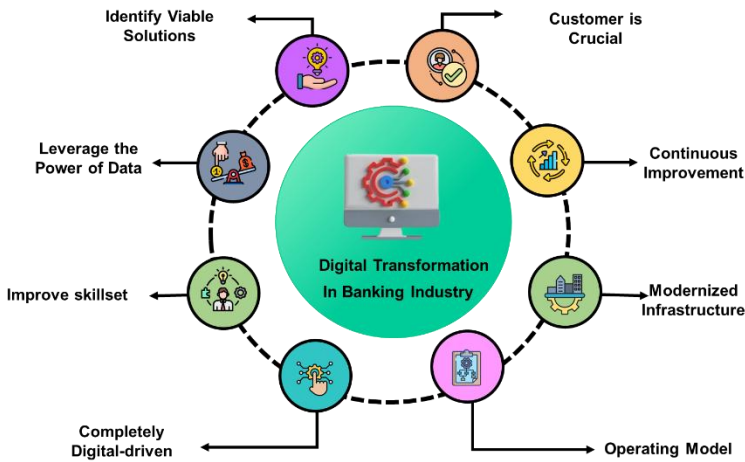 Identify Viable
Solutions
Customer is
Crucial
Leverage the
Power of Data
Continuous
Improvement
Digital Transformation
In Banking Industry
Improve skillset
Modernized
Infrastructure
Completely
Digital-driven
Operating Model